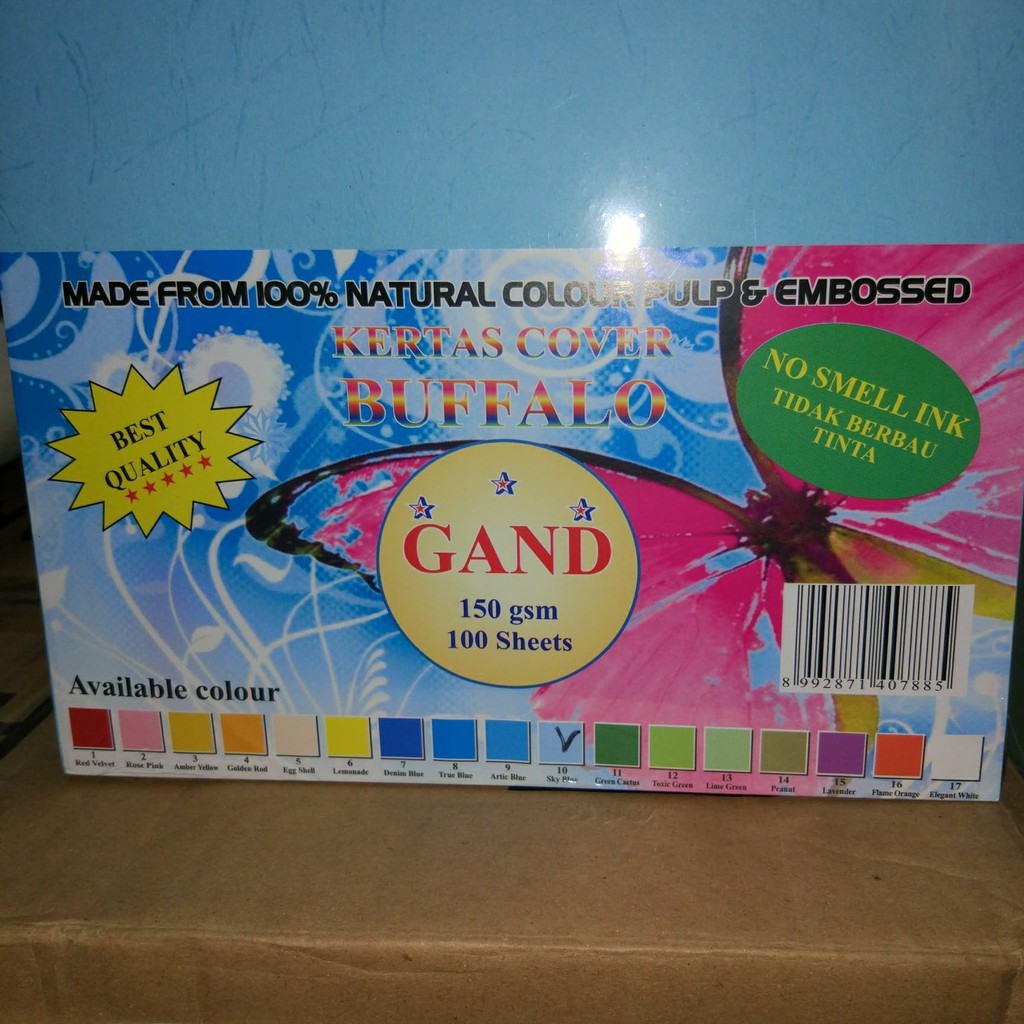 MADE FROM 100% NATURAL COLOUR PULP & EMBOSSED
KERTAS COVER
BUFFALO
BEST
QUALITY
NO SMELL INK
TIDAK BERBAU
TINTA
GAND
150 gsm
100 Sheets
8 992871 407885
Available colour
1
Red Velvet
2
Rose Pink
3
Amber Yellow
4
Golden Rod
5
Egg Shell
6
Lemonade
7
Denim Blue
8
True Blue
9
Artic Blue
10
Sky Blue
11
Green Cactus
12
Toxic Green
13
Lime Green
14
Peanut
15
Lavender
16
Flame Orange
17
Elegant White